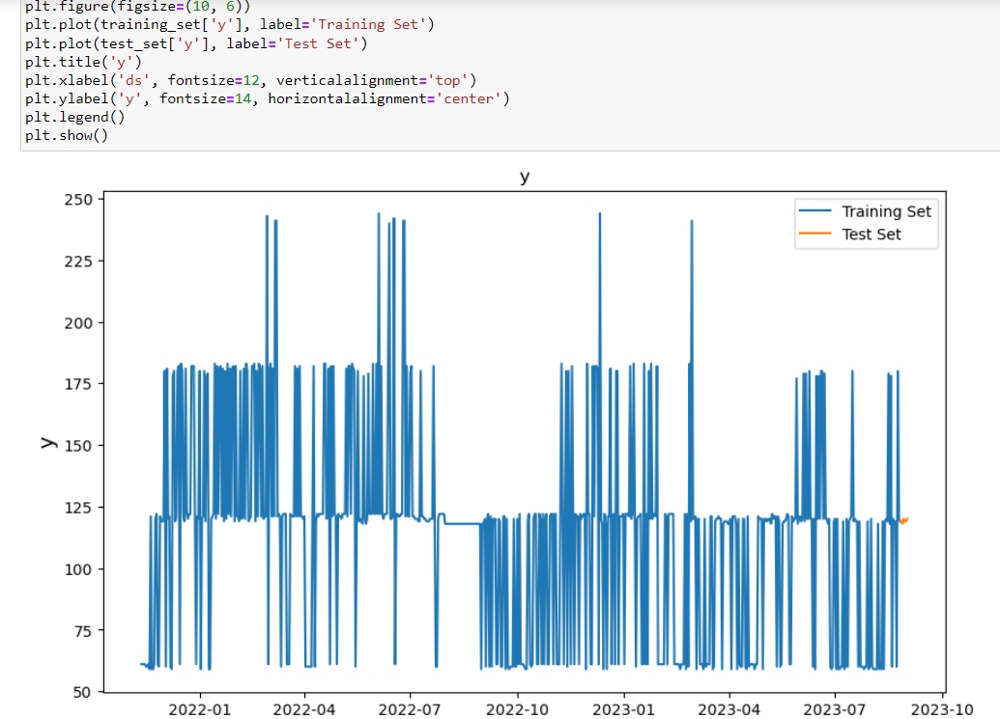 plt.figure(figsize=(10, 6))
plt.plot(training_set['y'], label='Training Set')
plt.plot(test_set['y'], label='Test Set')
plt.title('y')
plt.xlabel('ds', fontsize=12, verticalalignment='top')
plt.ylabel('y', fontsize=14, horizontalalignment='center')
plt.legend()
plt.show()
y
250
225
200
175
150
125
100
75
50
y
Training Set
Test Set
2022-01
2022-04
2022-07
2022-10
2023-01
2023-04
2023-07
2023-10